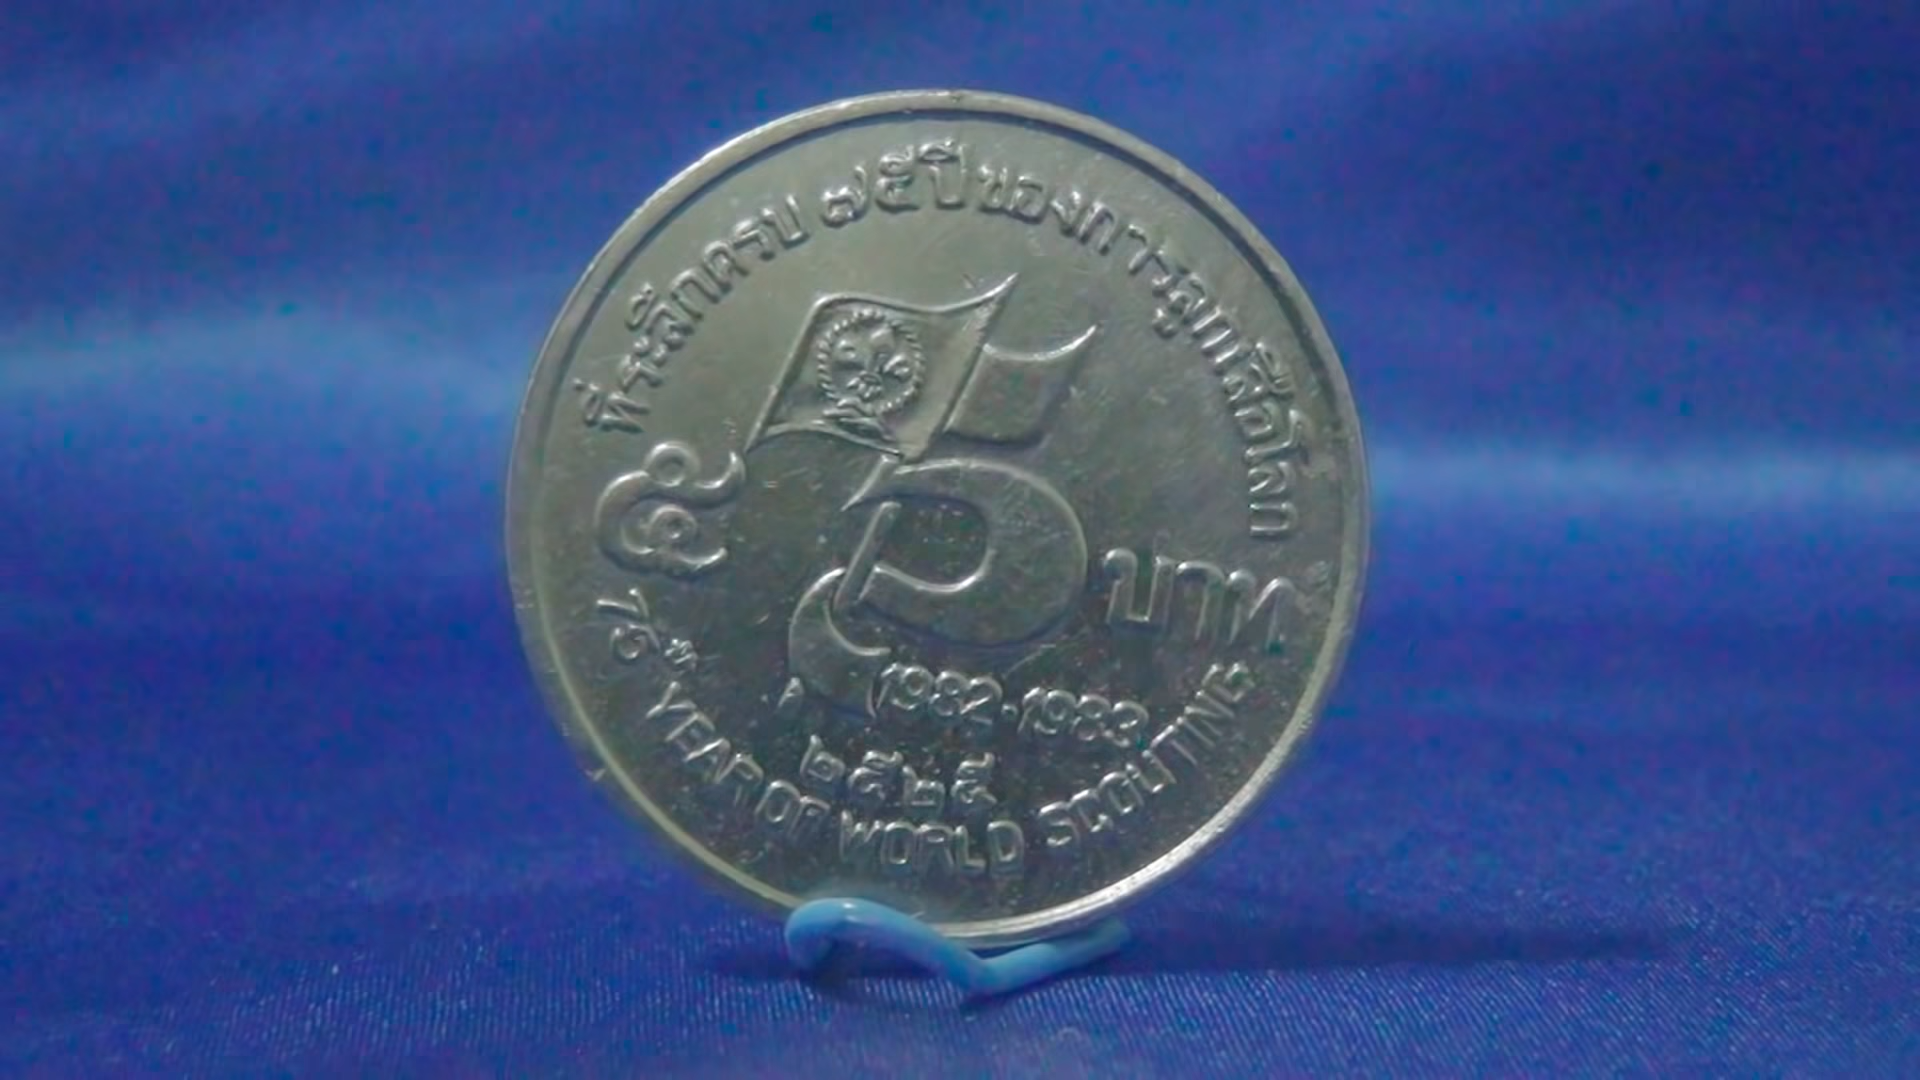 ที่ระลึกครบ ๗๕ ปี ของการลูกเสือโลก
๕ 5 บาท
1982-1983
๒๕๒๕
75th YEAR OF WORLD SCOUTING